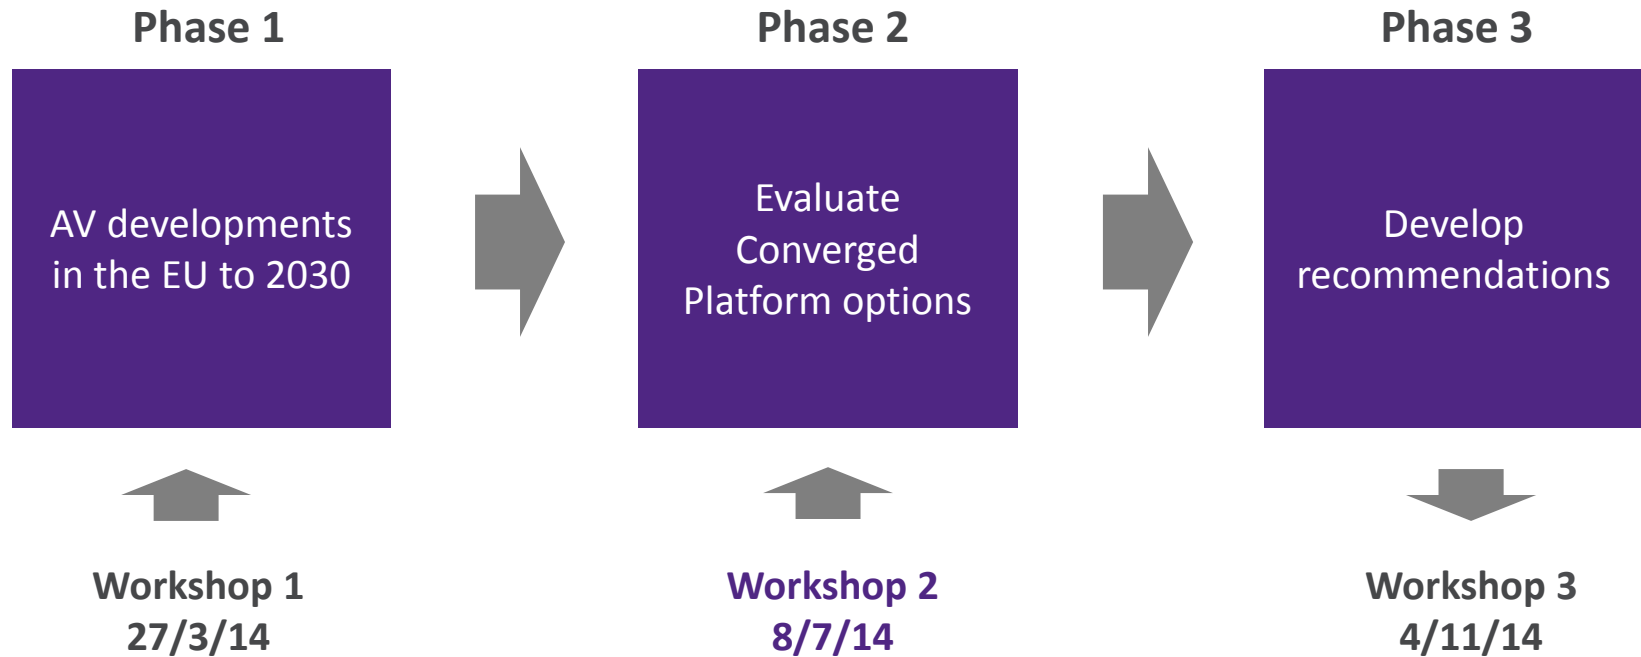 Phase 1
Phase 2
Phase 3
AV developments
in the EU to 2030
Evaluate
Converged
Platform options
Develop
recommendations
Workshop 1
27/3/14
Workshop 2
8/7/14
Workshop 3
4/11/14